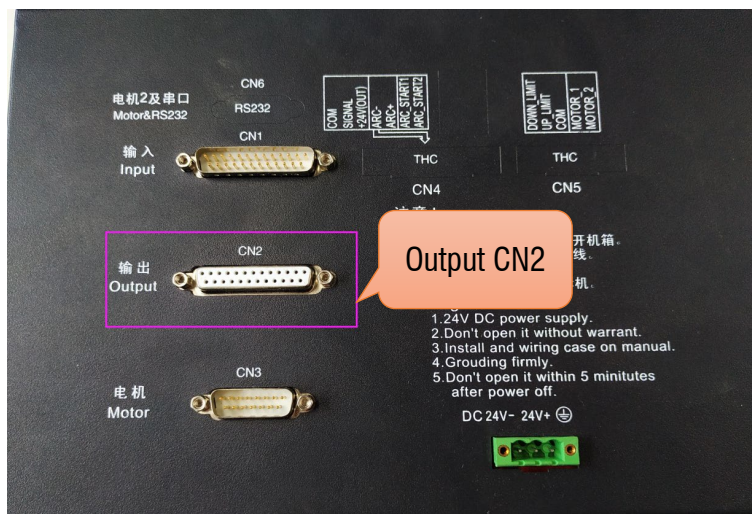 CN6
电机2及串口
Motor&RS232
RS232
CN1
输入
Input
COM
SIGNAL
+24V(OUT)
ARC-
ARC+
ARC_START1
ARC_START2
THC
CN4
DOWN_LIMIT
UP_LIMIT
COM
MOTOR_1
MOTOR_2
THC
CN5
CN2
输出
Output
Output CN2
开机箱。
线。
机。
1.24V DC power supply.
2.Don't open it without warrant.
3.Install and wiring case on manual.
4.Grounding firmly.
5.Don't open it within 5 minitutes
after power off.
CN3
电机
Motor
DC 24V- 24V+